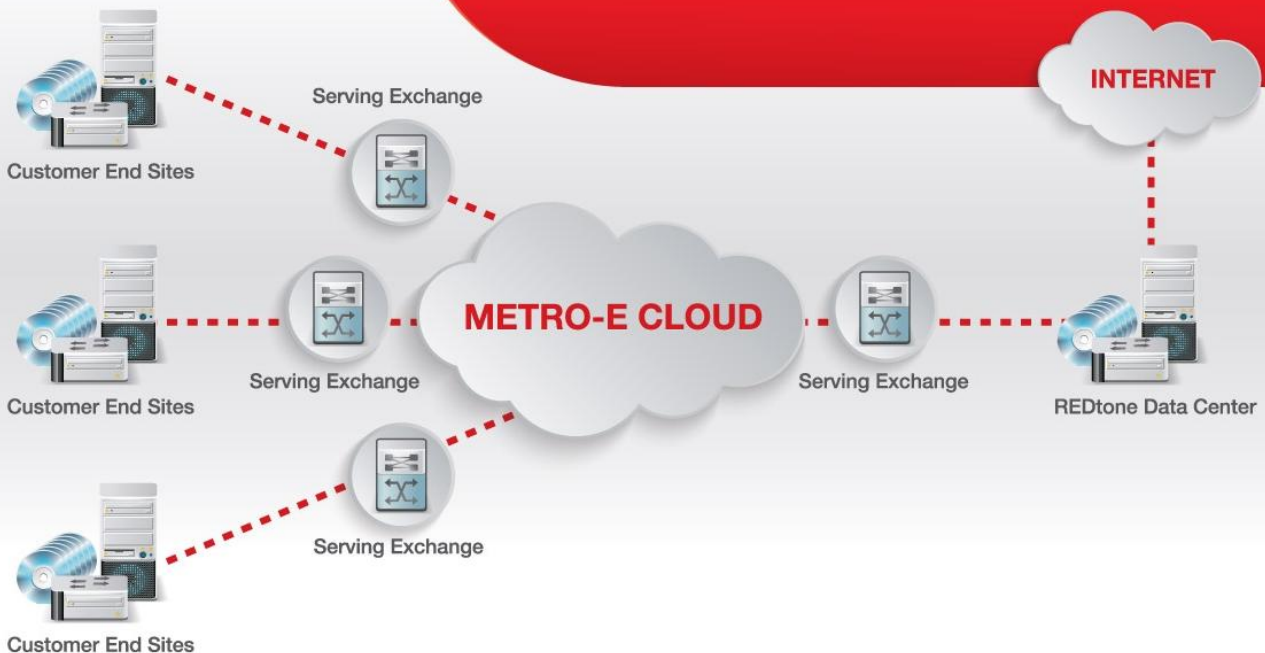 INTERNET
Serving Exchange
Customer End Sites
METRO-E CLOUD
Serving Exchange
Serving Exchange
Customer End Sites
REDtone Data Center
Serving Exchange
Customer End Sites